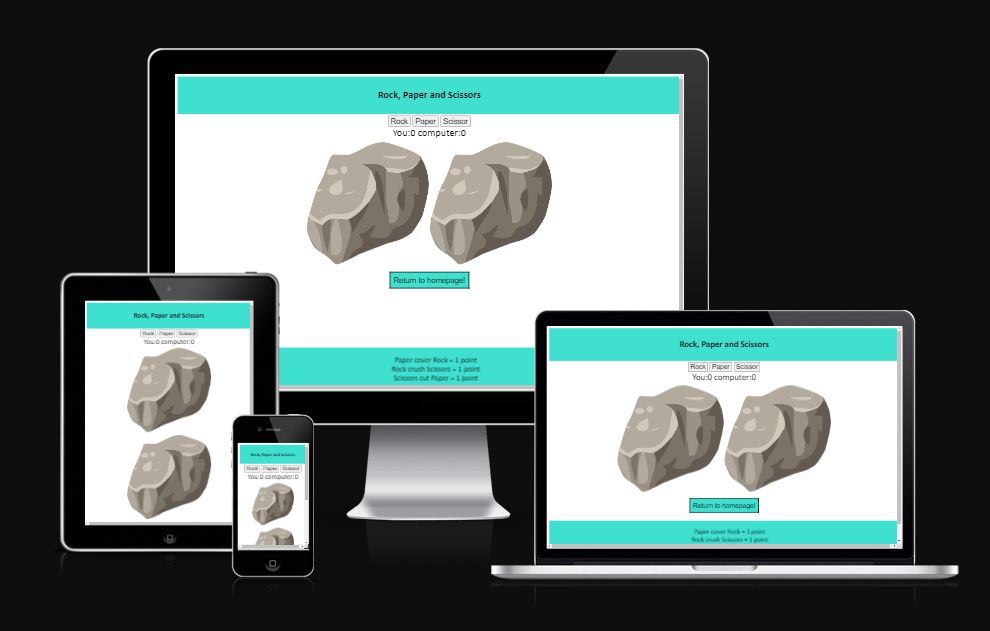 Rock, Paper and Scissors
Rock Paper Scissor
You:0 computer:0
Return to homepage!
Paper cover Rock = 1 point
Rock crush Scissors = 1 point
Scissors cut Paper = 1 point
Rock, Paper and Scissors
Rock Paper Scissor
You:0 computer:0
Rock, Paper and Scissors
Rock Paper Scissor
You:0 computer:0
Rock, Paper and Scissors
Rock Paper Scissor
You:0 computer:0
Return to homepage!
Paper cover Rock = 1 point
Rock crush Scissors = 1 point